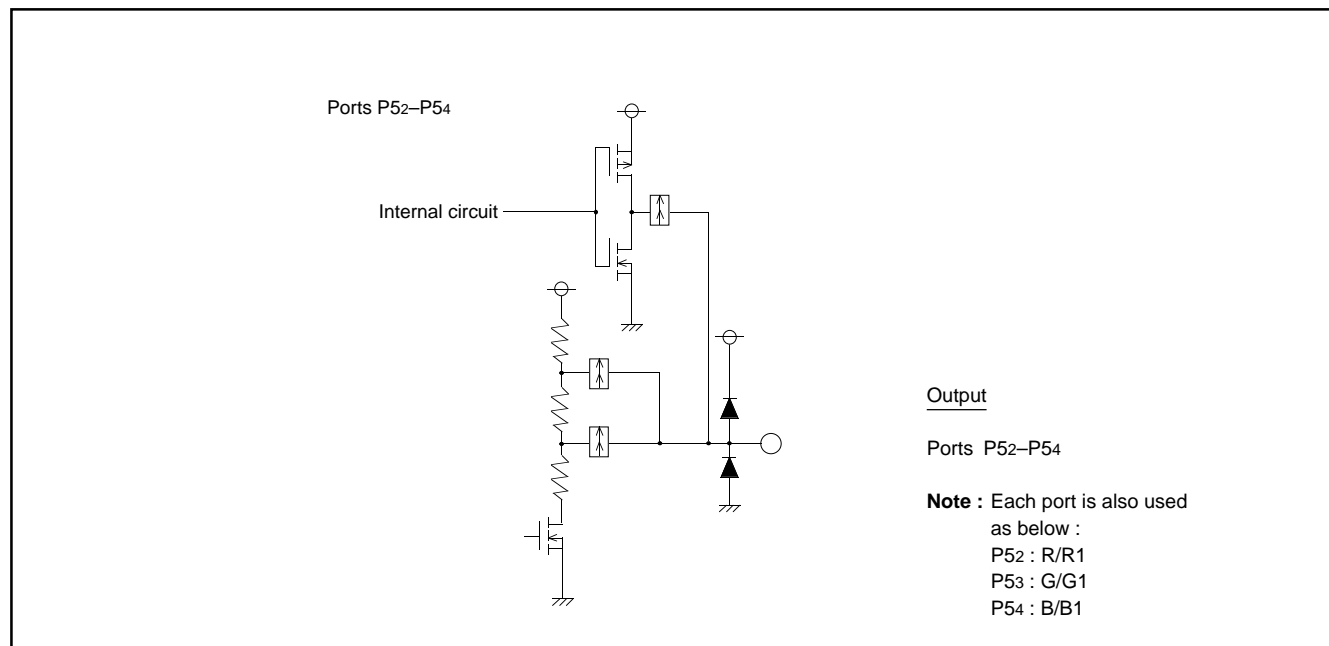 Ports P52–P54
Internal circuit
Output
Ports P52–P54
Note : Each port is also used
as below :
P52 : R/R1
P53 : G/G1
P54 : B/B1